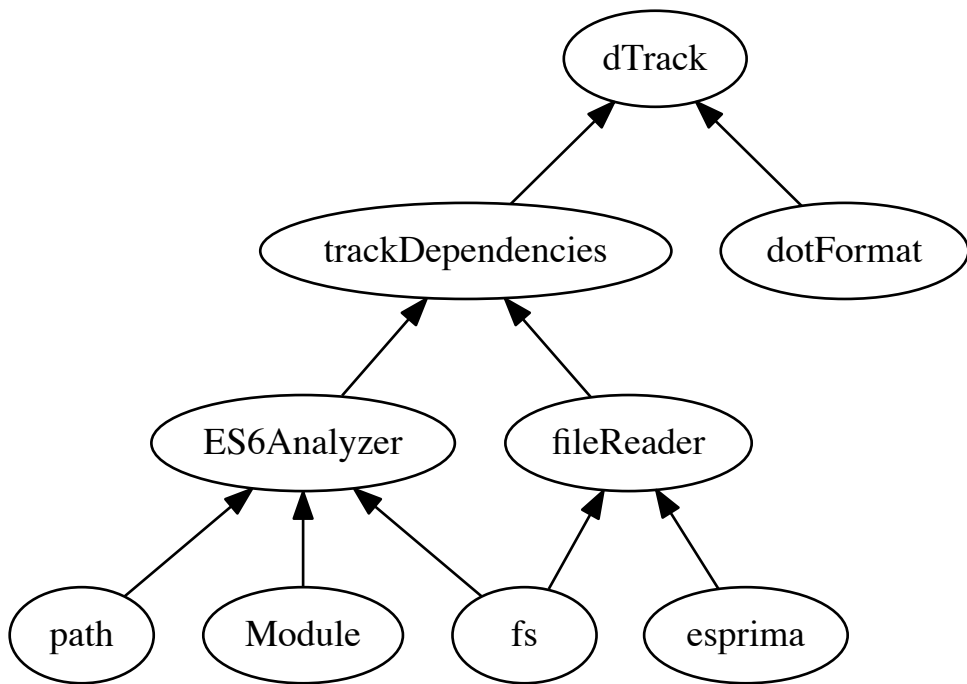 dTrack
trackDependencies
dotFormat
ES6Analyzer
fileReader
path
Module
fs
esprima